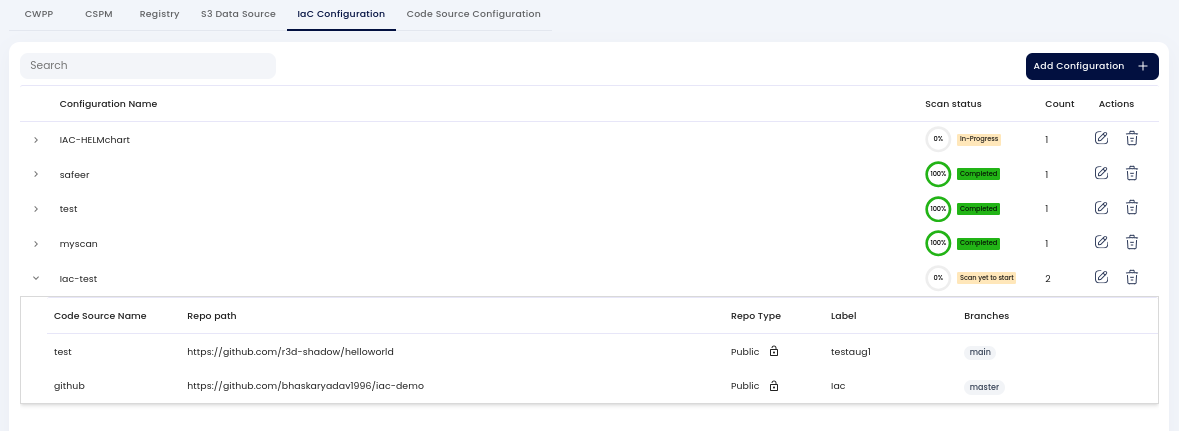 CWPP CSPM Registry S3 Data Source IaC Configuration Code Source Configuration
Search Add Configuration
Configuration Name Scan status Count Actions
IAC-HELMchart 0% In-Progress 1
safeer 100% Completed 1
test 100% Completed 1
myscan 100% Completed 1
Iac-test 0% Scan yet to start 2
Code Source Name Repo path Repo Type Label Branches
test https://github.com/r3d-shadow/helloworld Public testaug1 main
github https://github.com/bhaskaryadav1996/iac-demo Public Iac master